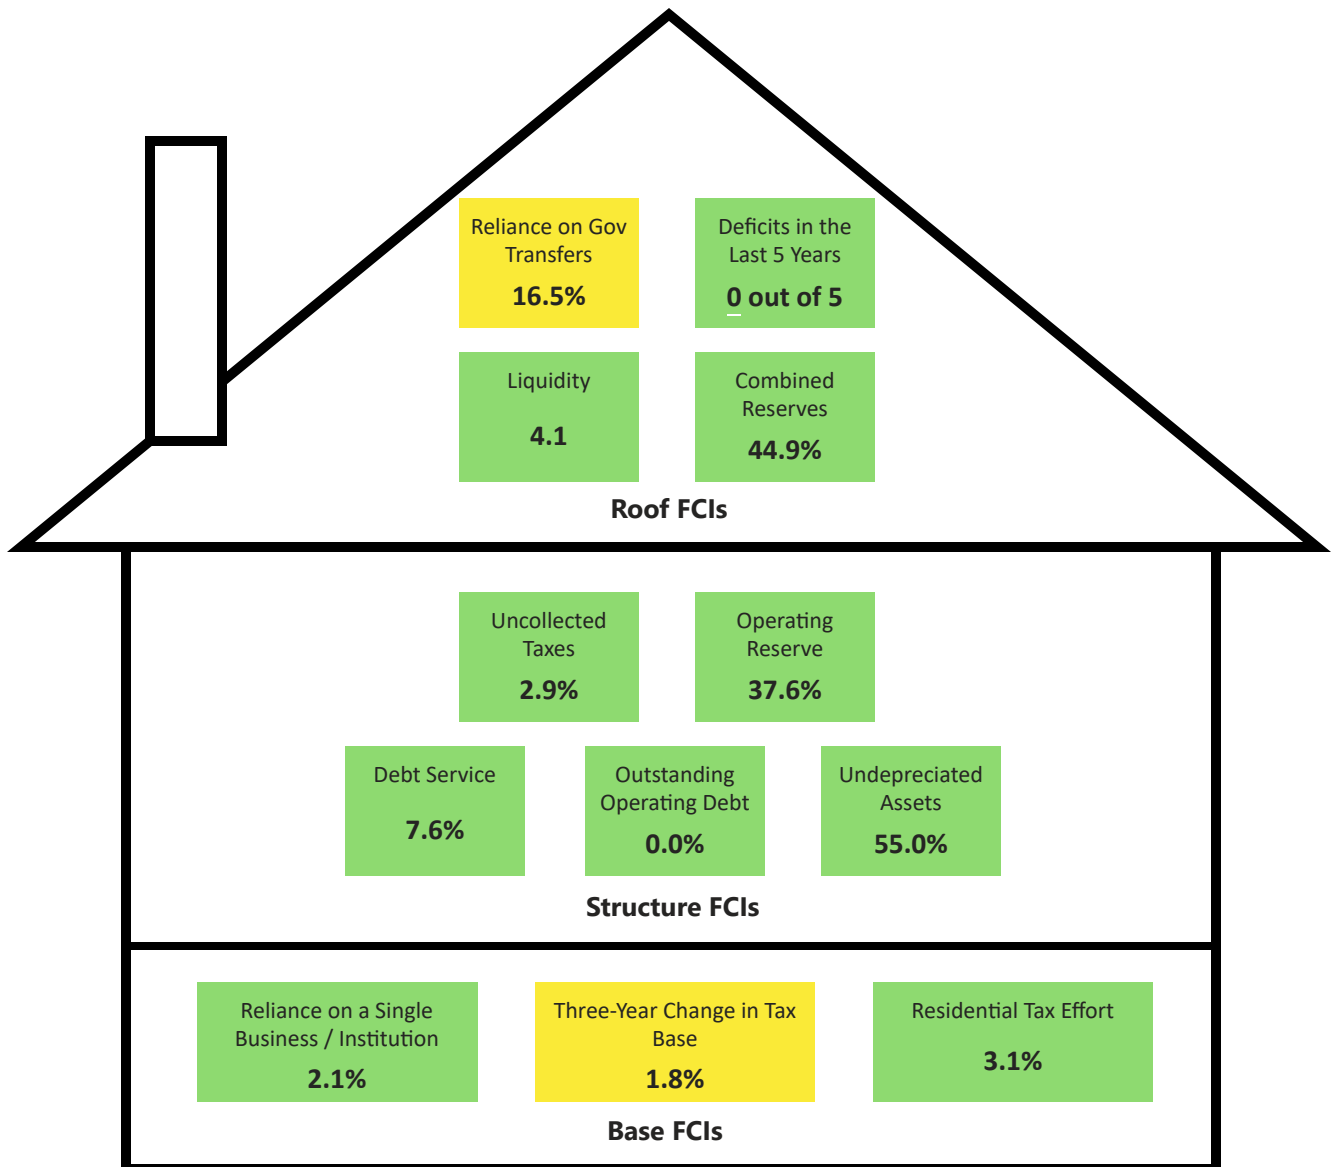 Reliance on Gov
Transfers
16.5%
Deficits in the
Last 5 Years
0 out of 5
Liquidity
4.1
Combined
Reserves
44.9%
Roof FCIs
Uncollected
Taxes
2.9%
Operating
Reserve
37.6%
Debt Service
7.6%
Outstanding
Operating Debt
0.0%
Undepreciated
Assets
55.0%
Structure FCIs
Reliance on a Single
Business / Institution
2.1%
Three-Year Change in Tax
Base
1.8%
Residential Tax Effort
3.1%
Base FCIs